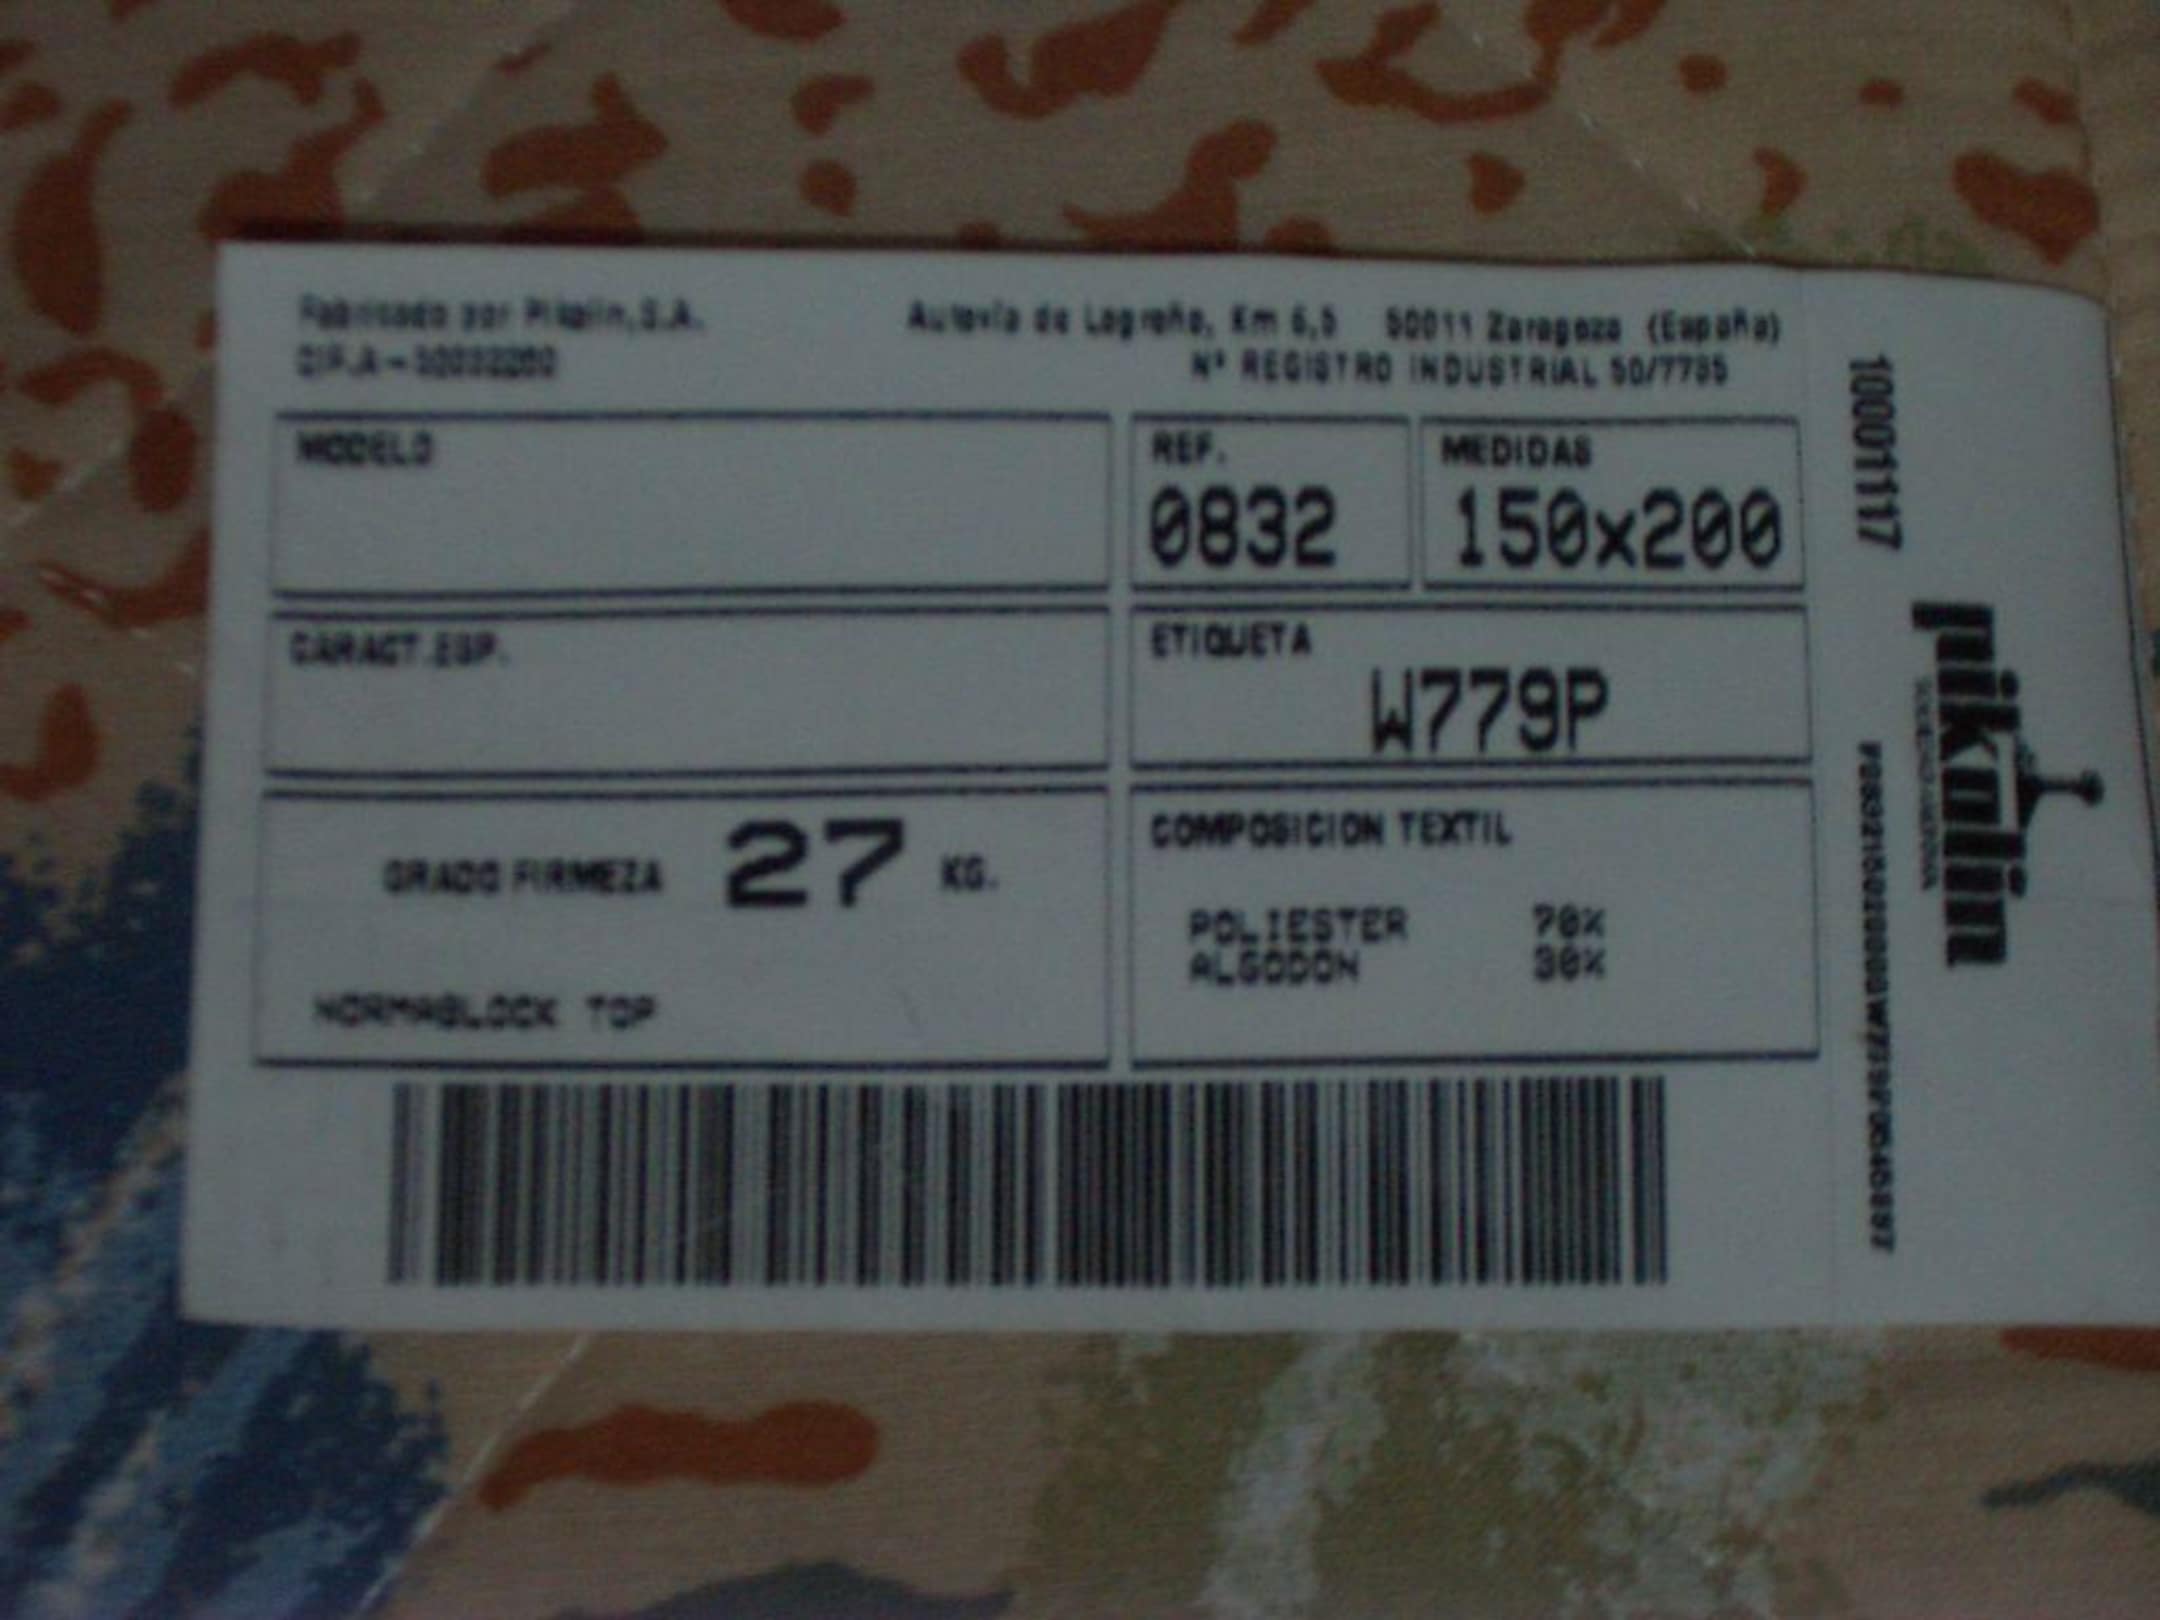 Fabricado por Pikolin,S.A.
Autovía de Logroño, Km 6,5 50011 Zaragoza (España)
Nº REGISTRO INDUSTRIAL 50/7795
MODELO
REF.
0832
MEDIDAS
150x200
CARACT.ESP.
ETIQUETA
W779P
GRADO FIRMEZA 27 KG.
NORMABLOCK TOP
COMPOSICION TEXTIL
POLIESTER 70%
ALGODON 30%
1001117
pikolin